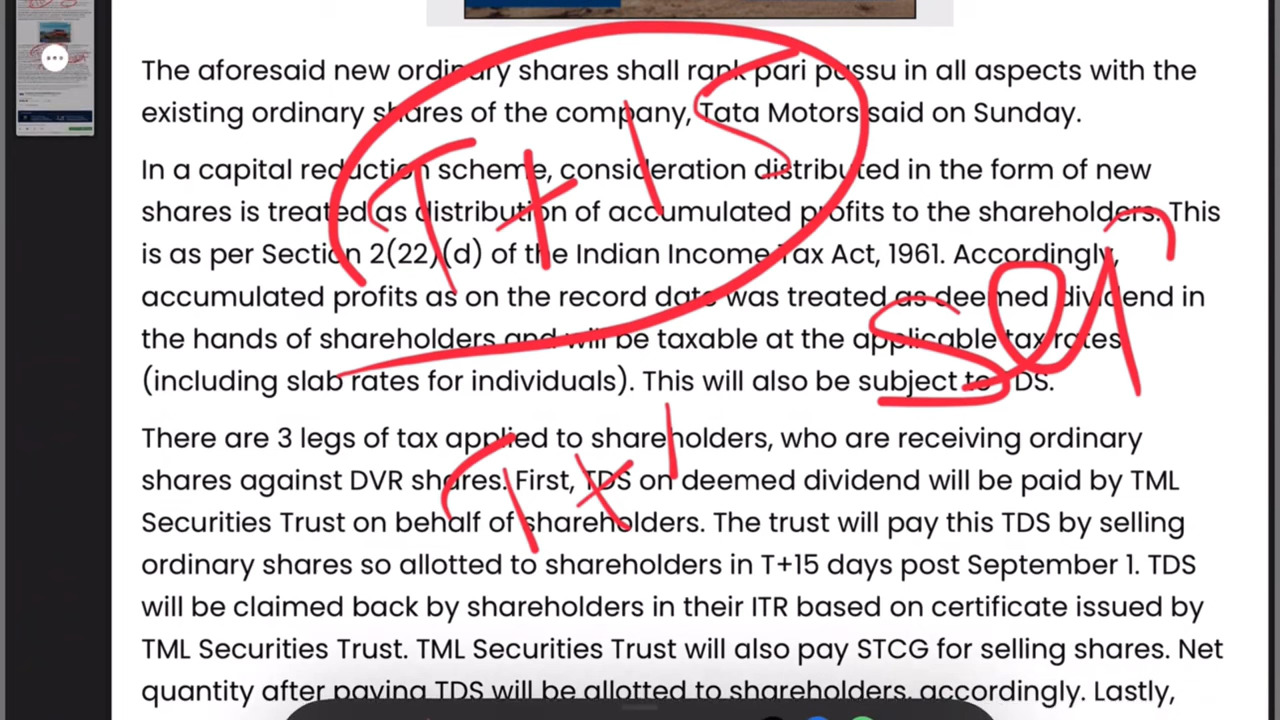 The aforesaid new ordinary shares shall rank pari passu in all aspects with the
existing ordinary shares of the company, Tata Motors said on Sunday.
In a capital reduction scheme, consideration distributed in the form of new
shares is treated as distribution of accumulated profits to the shareholders. This
is as per Section 2(22)(d) of the Indian Income Tax Act, 1961. Accordingly,
accumulated profits as on the record date was treated as deemed dividend in
the hands of shareholders and will be taxable at the applicable tax rates
(including slab rates for individuals). This will also be subject to TDS.
There are 3 legs of tax applied to shareholders, who are receiving ordinary
shares against DVR shares. First, TDS on deemed dividend will be paid by TML
Securities Trust on behalf of shareholders. The trust will pay this TDS by selling
ordinary shares so allotted to shareholders in T+15 days post September 1. TDS
will be claimed back by shareholders in their ITR based on certificate issued by
TML Securities Trust. TML Securities Trust will also pay STCG for selling shares. Net
quantity after paying TDS will be allotted to shareholders, accordingly. Lastly,
T+15
T+1